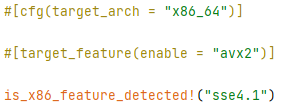 #[cfg(target_arch = "x86_64")]
#[target_feature(enable = "avx2")]
is_x86_feature_detected!("sse4.1")